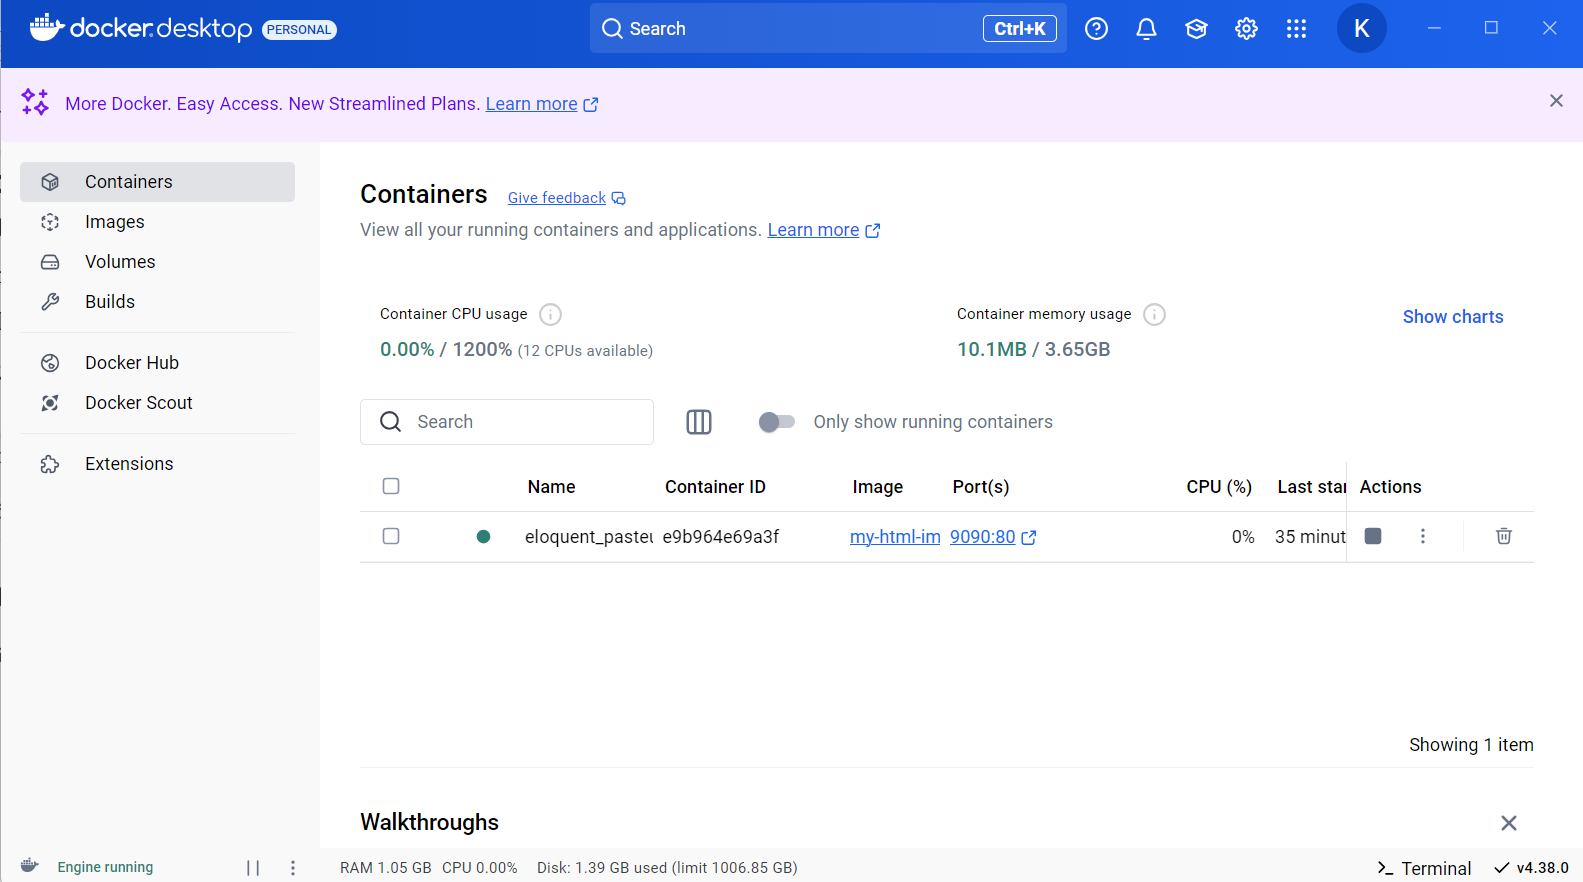 docker desktop PERSONAL
Search Ctrl+K
K
More Docker. Easy Access. New Streamlined Plans. Learn more
Containers
Images
Volumes
Builds
Docker Hub
Docker Scout
Extensions
Containers Give feedback
View all your running containers and applications. Learn more
Container CPU usage
0.00% / 1200% (12 CPUs available)
Container memory usage
10.1MB / 3.65GB
Show charts
Search
Only show running containers
Name Container ID Image Port(s) CPU (%) Last star Actions
eloquent_pasteu e9b964e69a3f my-html-im 9090:80 0% 35 minut
Showing 1 item
Walkthroughs
Engine running RAM 1.05 GB CPU 0.00% Disk: 1.39 GB used (limit 1006.85 GB) Terminal v4.38.0